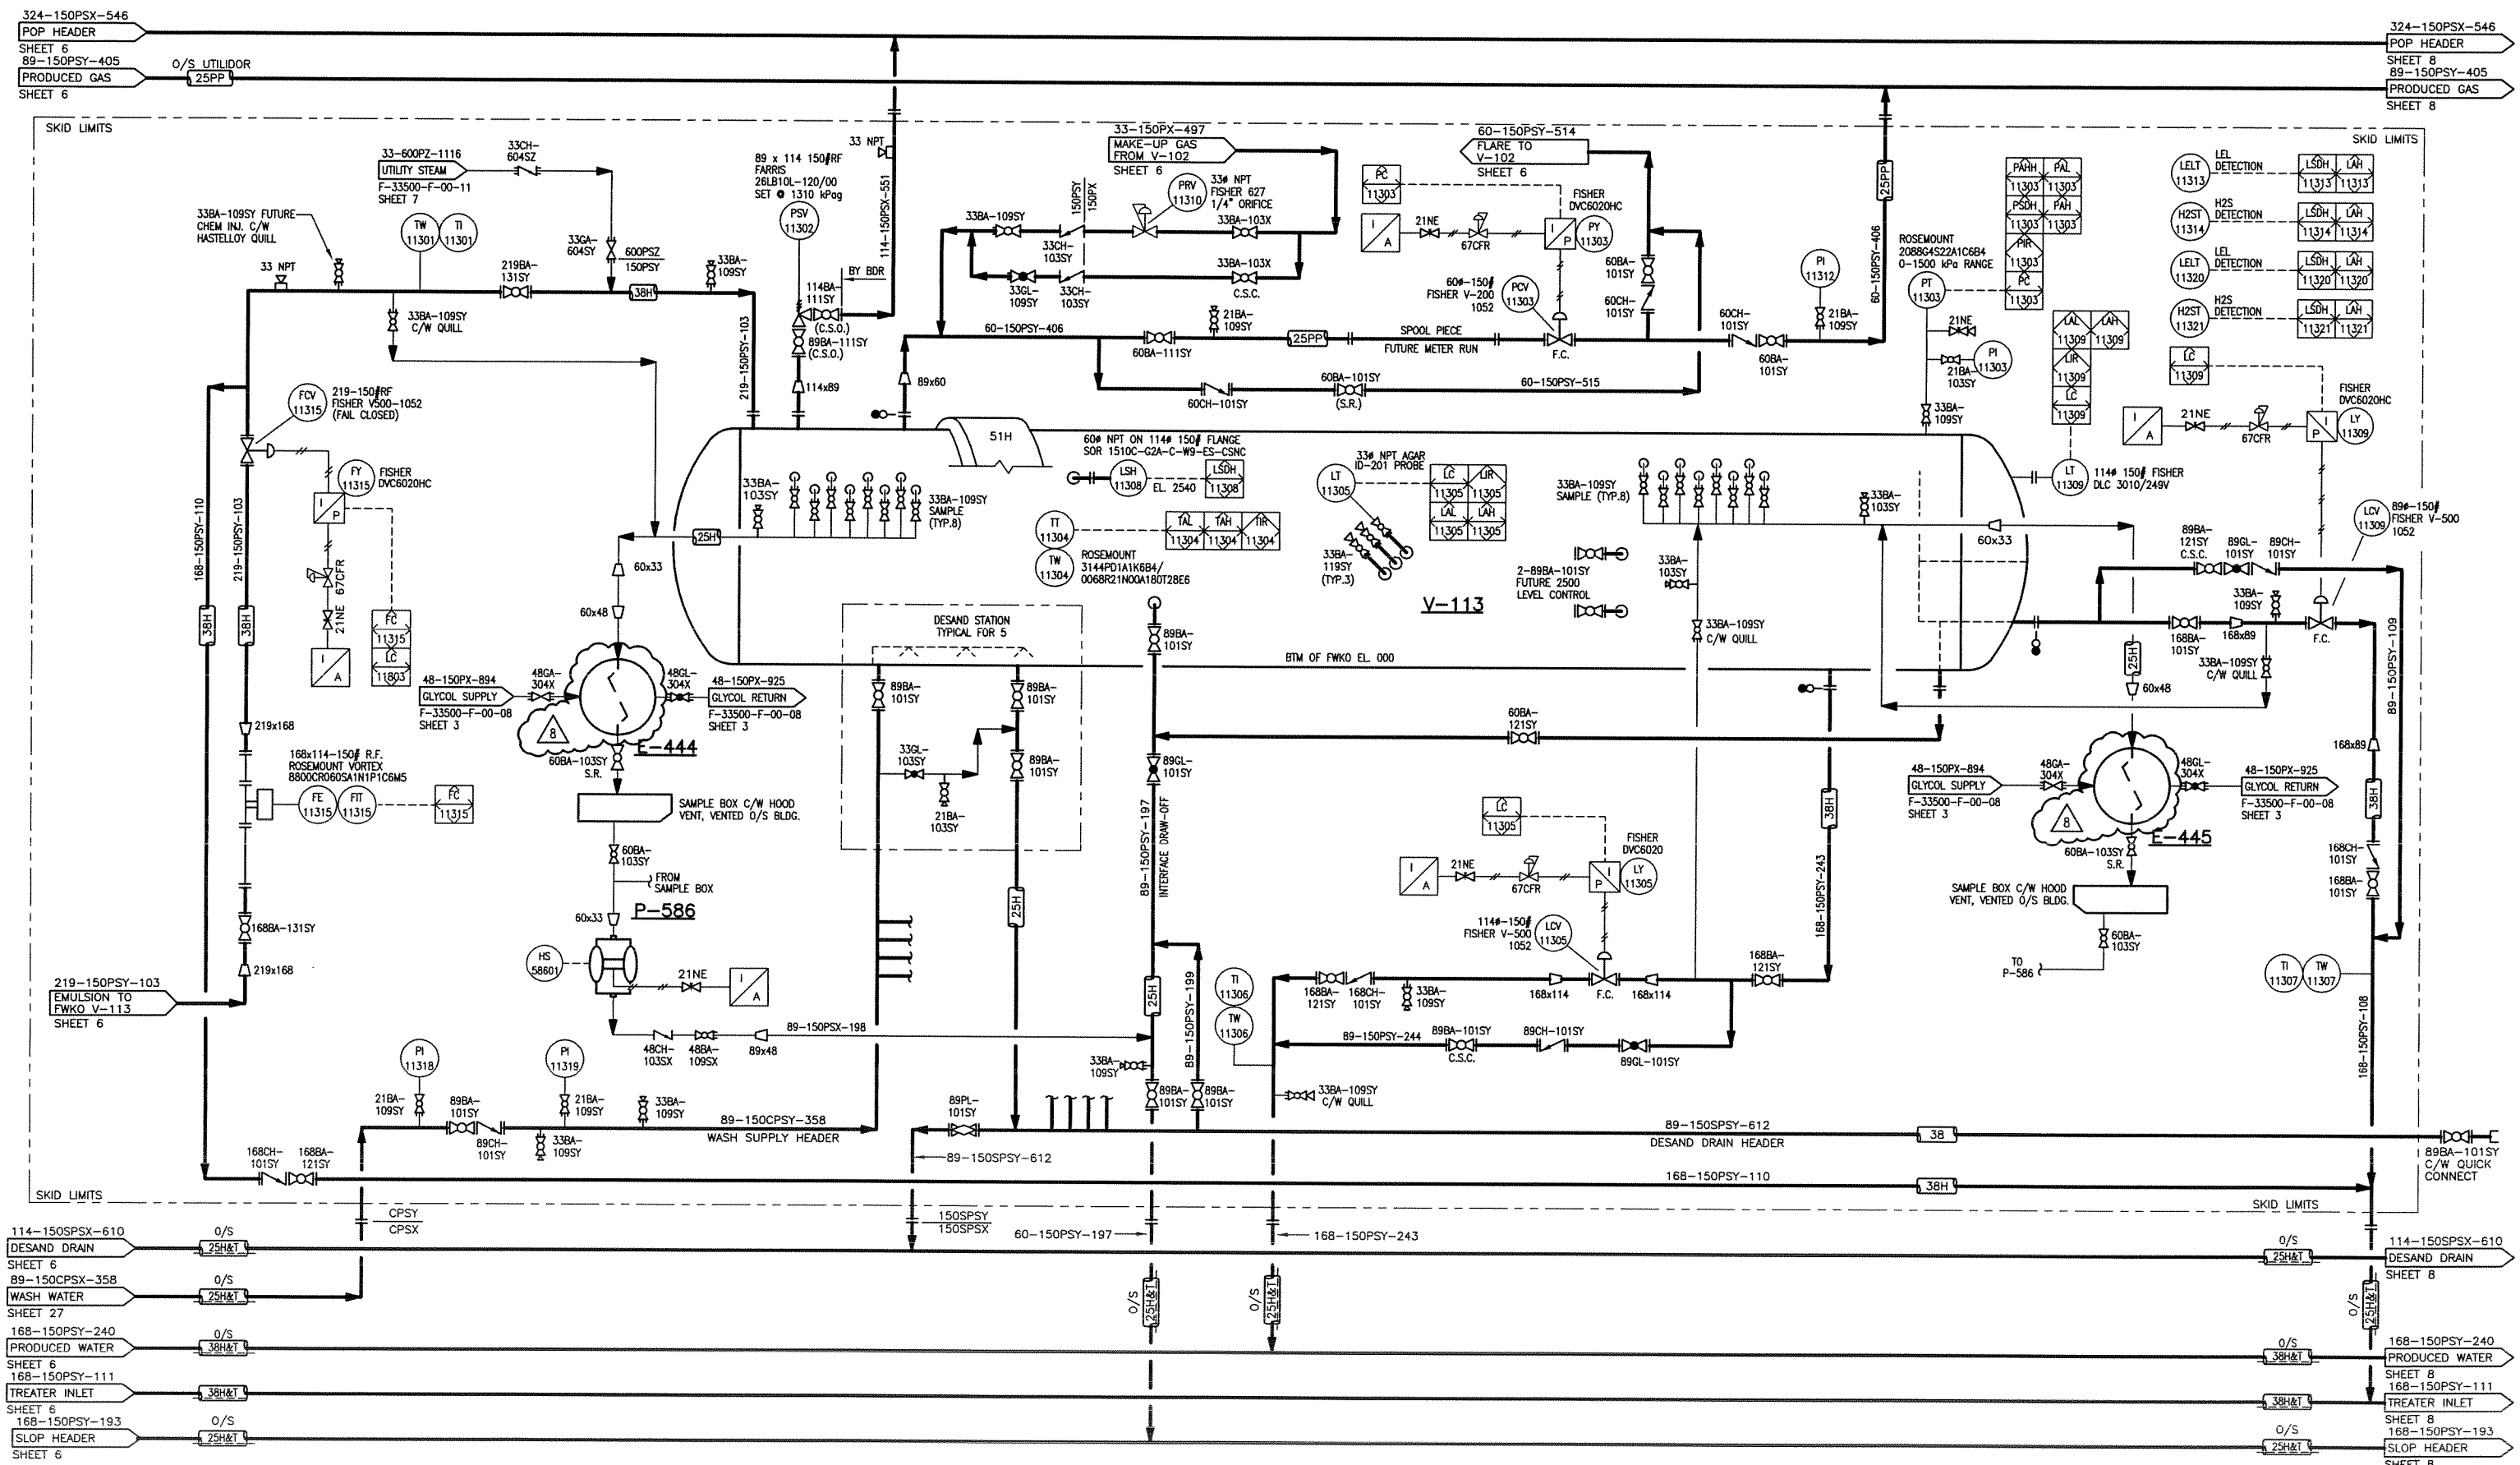 324-150PSX-546
POP HEADER
SHEET 6
89-150PSY-405
PRODUCED GAS
SHEET 6
O/S UTILIDOR
25PP
324-150PSX-546
POP HEADER
SHEET 8
89-150PSY-405
PRODUCED GAS
SHEET 8
SKID LIMITS
SKID LIMITS
33-600PZ-1116
UTILITY STEAM
F-33500-F-00-11
SHEET 7
33CH-
604SZ
33BA-109SY FUTURE
CHEM INJ. C/W
HASTELLOY QUILL
TW
11301
TI
11301
33GA-
604SY
600PSZ
150PSY
33 NPT
219BA-
131SY
38H
33BA-
109SY
33BA-109SY
C/W QUILL
219-150PSY-103
89 x 114 150#RF
FARRIS
26LB10L-120/00
SET @ 1310 kPag
PSV
11302
33 NPT
114-150PSX-551
BY BDR
114BA-
111SY
(C.S.O.)
89BA-111SY
(C.S.O.)
114x89
89x60
33-150PX-497
MAKE-UP GAS
FROM V-102
SHEET 6
150PSY
150PX
PRV
11310
33ø NPT
FISHER 627
1/4" ORIFICE
33BA-109SY
33CH-
103SY
33BA-103X
33GL-
109SY
33CH-
103SY
33BA-103X
C.S.C.
60-150PSY-406
60BA-111SY
21BA-
109SY
25PP
SPOOL PIECE
FUTURE METER RUN
60-150PSY-514
FLARE TO
V-102
SHEET 6
PC
11303
I
A
21NE
67CFR
I
P
PY
11303
FISHER
DVC6020HC
60ø-150#
FISHER V-200
1052
PCV
11303
F.C.
60BA-
101SY
60CH-
101SY
60CH-101SY
60BA-101SY
(S.R.)
60-150PSY-515
60CH-
101SY
60BA-
101SY
PI
11312
21BA-
109SY
60-150PSY-406
25PP
ROSEMOUNT
2088G4S22A1C6B4
0-1500 kPa RANGE
PT
11303
PAHH
11303
PAL
11303
PSDH
11303
PAH
11303
PIR
11303
PC
11303
21NE
PI
11303
21BA-
103SY
33BA-
109SY
LAL
11309
LAH
11309
LIR
11309
LC
11309
LT
11309
114ø 150# FISHER
DLC 3010/249V
LELT
11313
LEL
DETECTION
LSDH
11313
LAH
11313
H2ST
11314
H2S
DETECTION
LSDH
11314
LAH
11314
LELT
11320
LEL
DETECTION
LSDH
11320
LAH
11320
H2ST
11321
H2S
DETECTION
LSDH
11321
LAH
11321
LC
11309
FISHER
DVC6020HC
I
A
21NE
67CFR
I
P
LY
11309
LCV
11309
89ø-150#
FISHER V-500
1052
FCV
11315
219-150#RF
FISHER V500-1052
(FAIL CLOSED)
168-150PSY-110
219-150PSY-103
38H
38H
FY
11315
FISHER
DVC6020HC
I
P
67CFR
21NE
I
A
FC
11315
LC
11803
219x168
168x114-150# R.F.
ROSEMOUNT VORTEX
8800CR060SA1N1P1C6M5
FE
11315
FIT
11315
FC
11315
168BA-131SY
219x168
219-150PSY-103
EMULSION TO
FWKO V-113
SHEET 6
51H
33BA-
103SY
33BA-109SY
SAMPLE
(TYP.8)
25H
60x33
60x48
60ø NPT ON 114ø 150# FLANGE
SOR 1510C-G2A-C-W9-ES-CSNC
LSH
11308
EL. 2540
LSDH
11308
TT
11304
TAL
11304
TAH
11304
TIR
11304
TW
11304
ROSEMOUNT
3144PD1A1K6B4/
0068R21N00A180T28E6
33ø NPT AGAR
ID-201 PROBE
LT
11305
LC
11305
LIR
11305
LAL
11305
LAH
11305
33BA-
119SY
(TYP.3)
V-113
2-89BA-101SY
FUTURE 2500
LEVEL CONTROL
33BA-109SY
SAMPLE (TYP.8)
33BA-
103SY
33BA-
103SY
33BA-109SY
C/W QUILL
60x33
BTM OF FWKO EL. 000
DESAND STATION
TYPICAL FOR 5
89BA-
101SY
89BA-
101SY
33GL-
103SY
21BA-
103SY
89BA-
101SY
25H
48-150PX-894
GLYCOL SUPPLY
F-33500-F-00-08
SHEET 3
48GA-
304X
48GL-
304X
48-150PX-925
GLYCOL RETURN
F-33500-F-00-08
SHEET 3
8
E-444
60BA-103SY
S.R.
SAMPLE BOX C/W HOOD
VENT, VENTED O/S BLDG.
60BA-
103SY
FROM
SAMPLE BOX
60x33
P-586
HS
58601
21NE
I
A
48CH-
103SX
48BA-
109SX
89x48
89-150PSX-198
89BA-
101SY
89GL-
101SY
89-150PSY-197
INTERFACE DRAW-OFF
25H
89-150PSY-199
33BA-
109SY
89BA-
101SY
89BA-
101SY
60BA-
121SY
LC
11305
FISHER
DVC6020
I
A
21NE
67CFR
I
P
LY
11305
114ø-150#
FISHER V-500
1052
LCV
11305
168BA-
121SY
168CH-
101SY
33BA-
109SY
168x114
F.C.
168x114
168BA-
121SY
38H
168-150PSY-243
TI
11306
TW
11306
89-150PSY-244
89BA-101SY
C.S.C.
89CH-101SY
89GL-101SY
33BA-109SY
C/W QUILL
89BA-
121SY
C.S.C.
89GL-
101SY
89CH-
101SY
33BA-
109SY
168BA-
101SY
168x89
F.C.
33BA-109SY
C/W QUILL
25H
60x48
89-150PSY-109
168x89
38H
48-150PX-894
GLYCOL SUPPLY
F-33500-F-00-08
SHEET 3
48GA-
304X
48GL-
304X
48-150PX-925
GLYCOL RETURN
F-33500-F-00-08
SHEET 3
8
E-445
60BA-103SY
S.R.
SAMPLE BOX C/W HOOD
VENT, VENTED O/S BLDG.
60BA-
103SY
TO
P-586
168CH-
101SY
168BA-
101SY
TI
11307
TW
11307
168-150PSY-108
PI
11318
21BA-
109SY
89BA-
101SY
89CH-
101SY
PI
11319
21BA-
109SY
33BA-
109SY
33BA-
109SY
89-150CPSY-358
WASH SUPPLY HEADER
89PL-
101SY
89-150SPSY-612
89-150SPSY-612
DESAND DRAIN HEADER
38
89BA-101SY
C/W QUICK
CONNECT
168CH-
101SY
168BA-
121SY
168-150PSY-110
38H
SKID LIMITS
SKID LIMITS
CPSY
CPSX
150SPSY
150SPSX
60-150PSY-197
168-150PSY-243
114-150SPSX-610
DESAND DRAIN
SHEET 6
O/S
25H&T
O/S
25H&T
114-150SPSX-610
DESAND DRAIN
SHEET 8
89-150CPSX-358
WASH WATER
SHEET 27
O/S
25H&T
O/S
25H&T
O/S
25H&T
O/S
25H&T
168-150PSY-240
PRODUCED WATER
SHEET 6
O/S
38H&T
O/S
38H&T
168-150PSY-240
PRODUCED WATER
SHEET 8
168-150PSY-111
TREATER INLET
SHEET 6
38H&T
38H&T
168-150PSY-111
TREATER INLET
SHEET 8
168-150PSY-193
SLOP HEADER
SHEET 6
O/S
25H&T
O/S
25H&T
168-150PSY-193
SLOP HEADER
SHEET 8